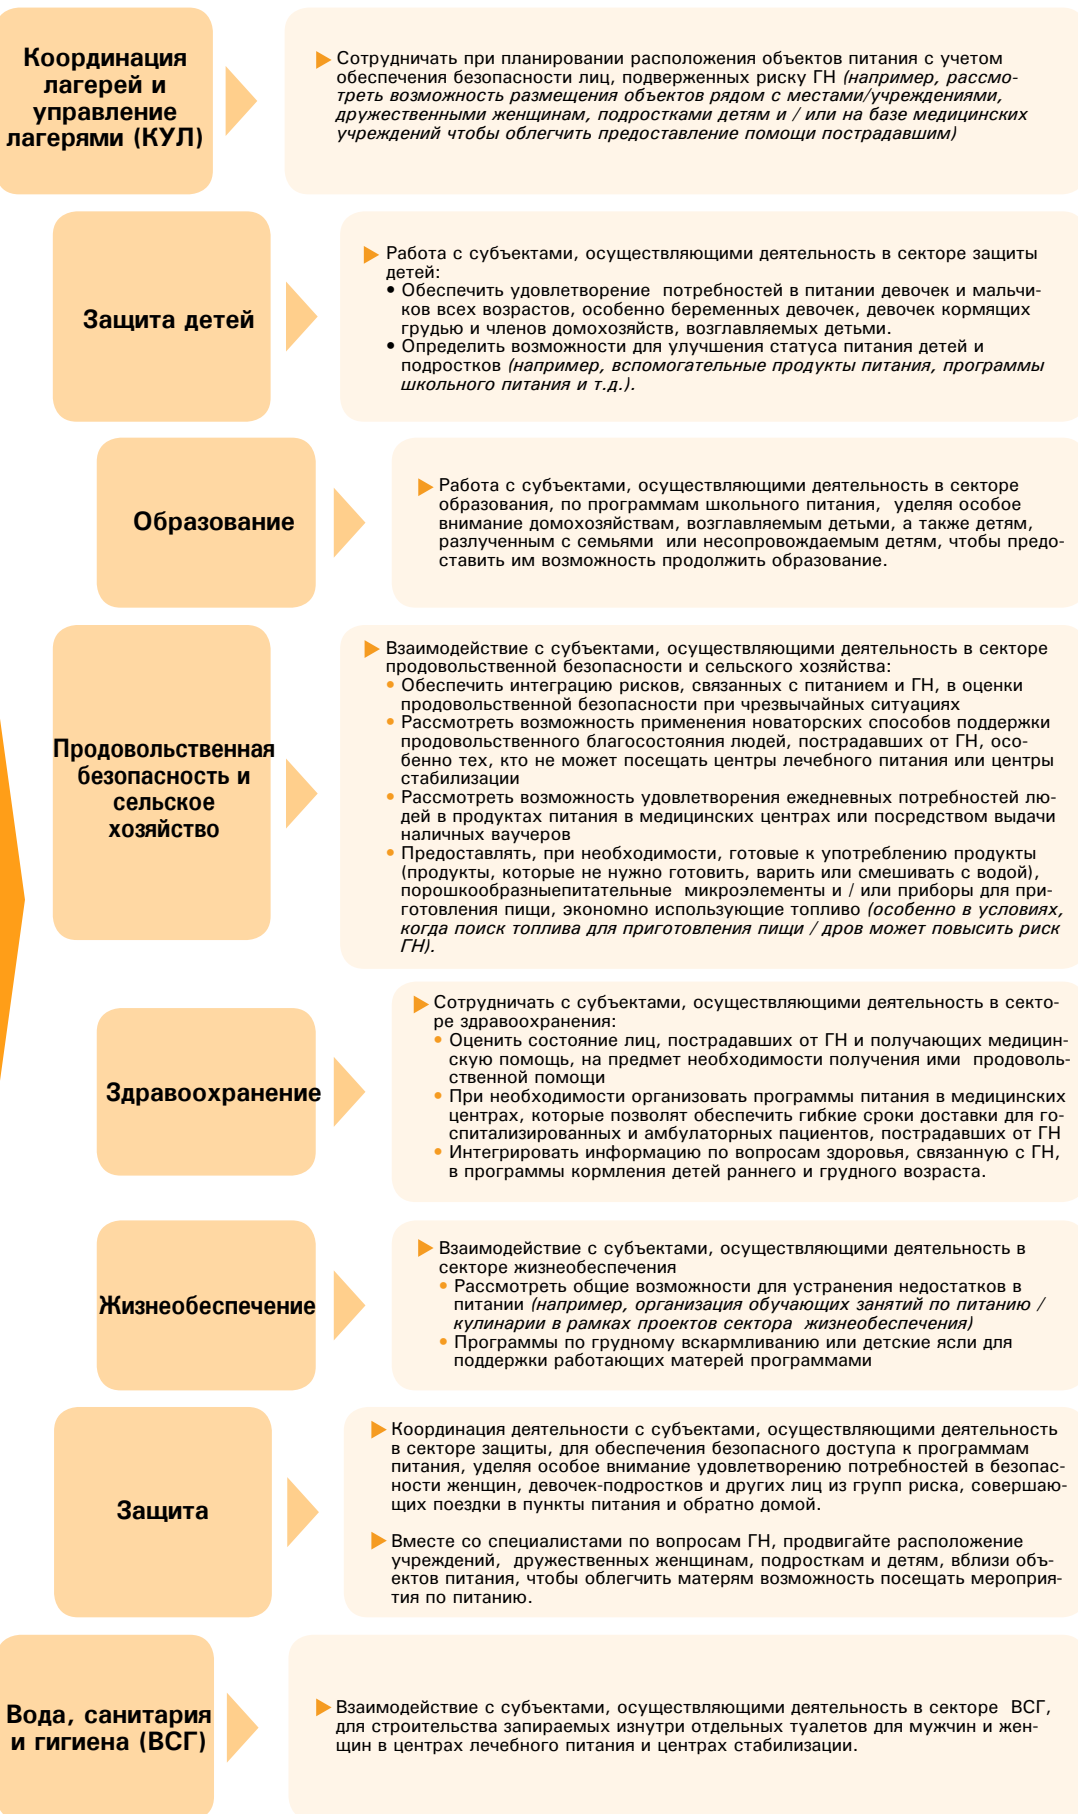 Координация
лагерей и
управление
лагерями (КУЛ)
Сотрудничать при планировании расположения объектов питания с учетом
обеспечения безопасности лиц, подверженных риску ГН (например, рассмо-
треть возможность размещения объектов рядом с местами/учреждениями,
дружественными женщинам, подростками детям и / или на базе медицинских
учреждений чтобы облегчить предоставление помощи пострадавшим)
Защита детей
Работа с субъектами, осуществляющими деятельность в секторе защиты
детей:
• Обеспечить удовлетворение потребностей в питании девочек и мальчи-
ков всех возрастов, особенно беременных девочек, девочек кормящих
грудью и членов домохозяйств, возглавляемых детьми.
• Определить возможности для улучшения статуса питания детей и
подростков (например, вспомогательные продукты питания, программы
школьного питания и т.д.).
Образование
Работа с субъектами, осуществляющими деятельность в секторе
образования, по программам школьного питания, уделяя особое
внимание домохозяйствам, возглавляемым детьми, а также детям,
разлученным с семьями или несопровождаемым детям, чтобы предо-
ставить им возможность продолжить образование.
Продовольственная
безопасность и
сельское
хозяйство
Взаимодействие с субъектами, осуществляющими деятельность в секторе
продовольственной безопасности и сельского хозяйства:
• Обеспечить интеграцию рисков, связанных с питанием и ГН, в оценки
продовольственной безопасности при чрезвычайных ситуациях
• Рассмотреть возможность применения новаторских способов поддержки
продовольственного благосостояния людей, пострадавших от ГН, осо-
бенно тех, кто не может посещать центры лечебного питания или центры
стабилизации
• Рассмотреть возможность удовлетворения ежедневных потребностей лю-
дей в продуктах питания в медицинских центрах или посредством выдачи
наличных ваучеров
• Предоставлять, при необходимости, готовые к употреблению продукты
(продукты, которые не нужно готовить, варить или смешивать с водой),
порошкообразныепитательные микроэлементы и / или приборы для при-
готовления пищи, экономно использующие топливо (особенно в условиях,
когда поиск топлива для приготовления пищи / дров может повысить риск
ГН).
Здравоохранение
Сотрудничать с субъектами, осуществляющими деятельность в секто-
ре здравоохранения:
• Оценить состояние лиц, пострадавших от ГН и получающих медицин-
скую помощь, на предмет необходимости получения ими продоволь-
ственной помощи
• При необходимости организовать программы питания в медицинских
центрах, которые позволят обеспечить гибкие сроки доставки для го-
спитализированных и амбулаторных пациентов, пострадавших от ГН
• Интегрировать информацию по вопросам здоровья, связанную с ГН,
в программы кормления детей раннего и грудного возраста.
Жизнеобеспечение
Взаимодействие с субъектами, осуществляющими деятельность в
секторе жизнеобеспечения
• Рассмотреть общие возможности для устранения недостатков в
питании (например, организация обучающих занятий по питанию /
кулинарии в рамках проектов сектора жизнеобеспечения)
• Программы по грудному вскармливанию или детские ясли для
поддержки работающих матерей программами
Защита
Координация деятельности с субъектами, осуществляющими деятельность
в секторе защиты, для обеспечения безопасного доступа к программам
питания, уделяя особое внимание удовлетворению потребностей в безопас-
ности женщин, девочек-подростков и других лиц из групп риска, совершаю-
щих поездки в пункты питания и обратно домой.
Вместе со специалистами по вопросам ГН, продвигайте расположение
учреждений, дружественных женщинам, подросткам и детям, вблизи объ-
ектов питания, чтобы облегчить матерям возможность посещать мероприя-
тия по питанию.
Вода, санитария
и гигиена (ВСГ)
Взаимодействие с субъектами, осуществляющими деятельность в секторе ВСГ,
для строительства запираемых изнутри отдельных туалетов для мужчин и жен-
щин в центрах лечебного питания и центрах стабилизации.